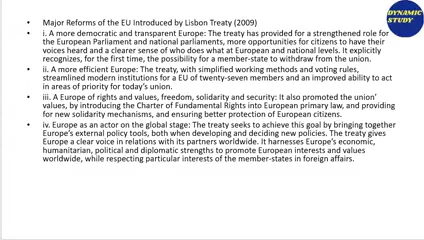 DYNAMIC
STUDY
• Major Reforms of the EU Introduced by Lisbon Treaty (2009)
• i. A more democratic and transparent Europe: The treaty has provided for a strengthened role for
the European Parliament and national parliaments, more opportunities for citizens to have their
voices heard and a clearer sense of who does what at European and national levels. It explicitly
recognizes, for the first time, the possibility for a member-state to withdraw from the union.
• ii. A more efficient Europe: The treaty, with simplified working methods and voting rules,
streamlined modern institutions for a EU of twenty-seven members and an improved ability to act
in areas of priority for today's union.
• iii. A Europe of rights and values, freedom, solidarity and security: It also promoted the union'
values, by introducing the Charter of Fundamental Rights into European primary law, and providing
for new solidarity mechanisms, and ensuring better protection of European citizens.
• iv. Europe as an actor on the global stage: The treaty seeks to achieve this goal by bringing together
Europe's external policy tools, both when developing and deciding new policies. The treaty gives
Europe a clear voice in relations with its partners worldwide. It harnesses Europe's economic,
humanitarian, political and diplomatic strengths to promote European interests and values
worldwide, while respecting particular interests of the member-states in foreign affairs.